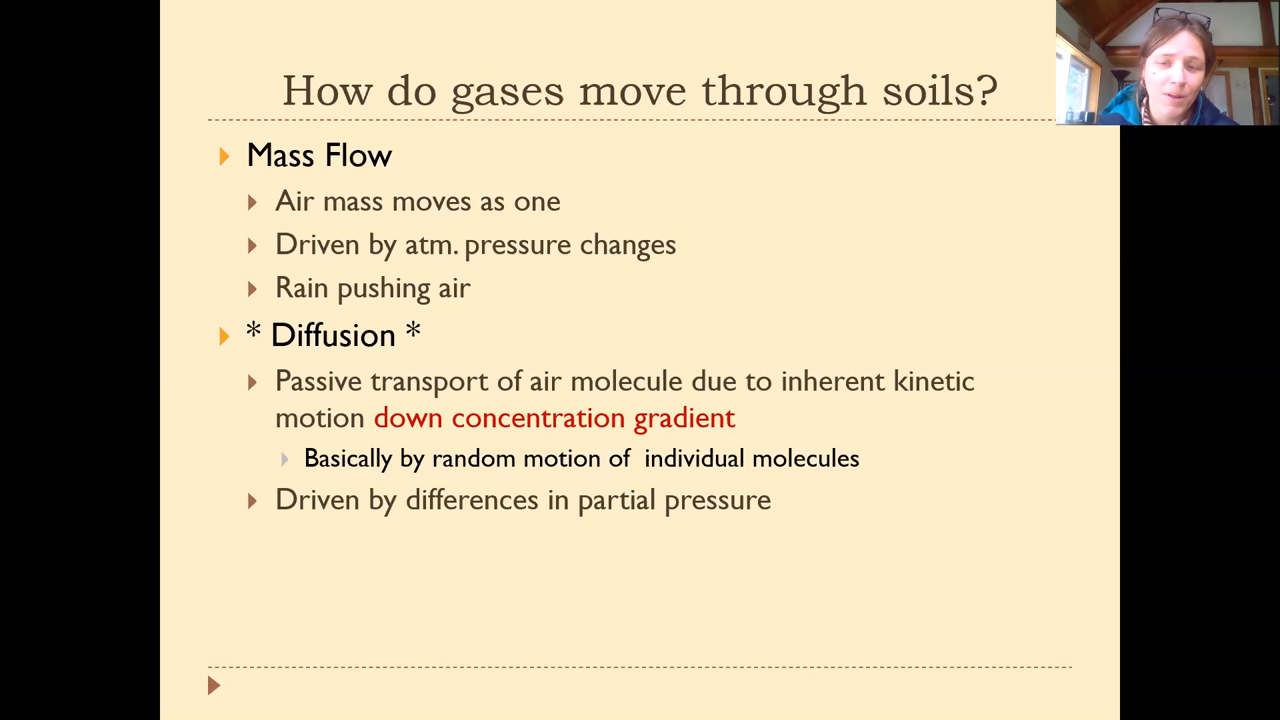 How do gases move through soils?
Mass Flow
Air mass moves as one
Driven by atm. pressure changes
Rain pushing air
* Diffusion *
Passive transport of air molecule due to inherent kinetic
motion down concentration gradient
Basically by random motion of  individual molecules
Driven by differences in partial pressure